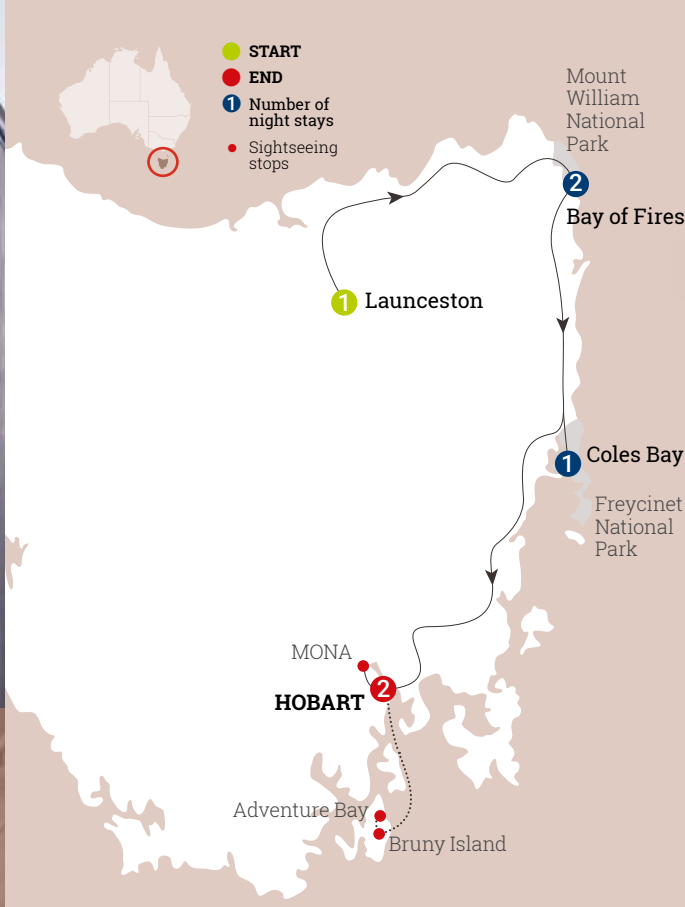 START
END
1 Number of
night stays
Sightseeing
stops
Mount
William
National
Park
2
Bay of Fires
1 Launceston
1 Coles Bay
Freycinet
National
Park
MONA
HOBART 2
Adventure Bay
Bruny Island